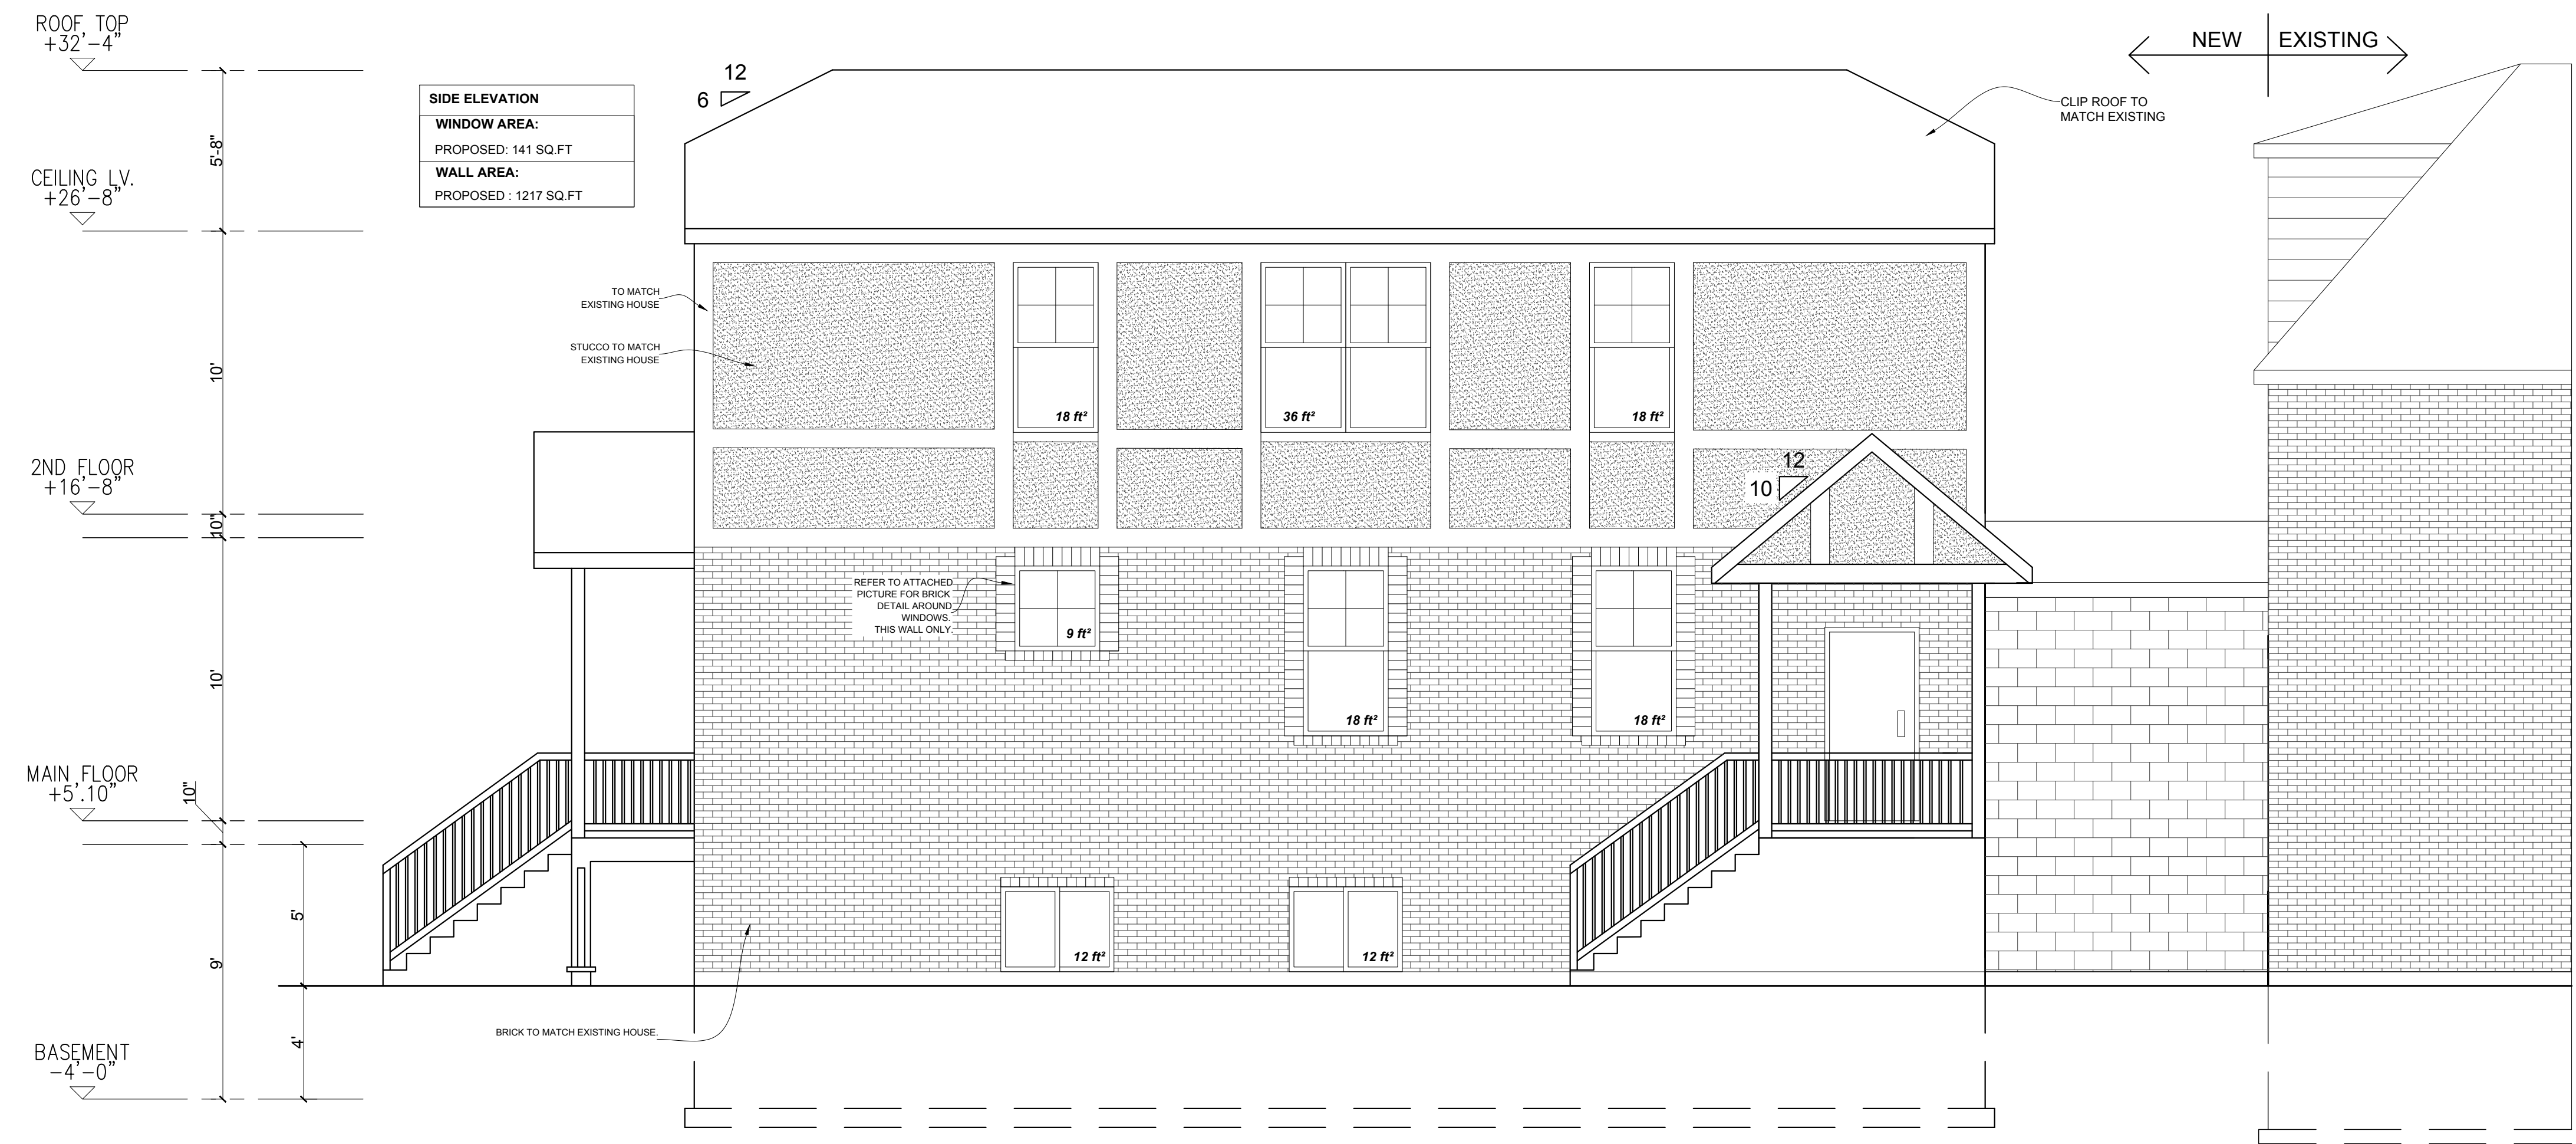 ROOF TOP
+32'-4"
CEILING LV.
+26'-8"
2ND FLOOR
+16'-8"
MAIN FLOOR
+5'.10"
BASEMENT
-4'-0"
5'-8"
10'
10"
10'
10"
5'
9'
4'
SIDE ELEVATION
WINDOW AREA:
PROPOSED: 141 SQ.FT
WALL AREA:
PROPOSED : 1217 SQ.FT
12
6
NEW
EXISTING
CLIP ROOF TO
MATCH EXISTING
TO MATCH
EXISTING HOUSE
STUCCO TO MATCH
EXISTING HOUSE
18 ft²
36 ft²
18 ft²
12
10
REFER TO ATTACHED
PICTURE FOR BRICK
DETAIL AROUND
WINDOWS.
THIS WALL ONLY.
9 ft²
18 ft²
18 ft²
12 ft²
12 ft²
BRICK TO MATCH EXISTING HOUSE.